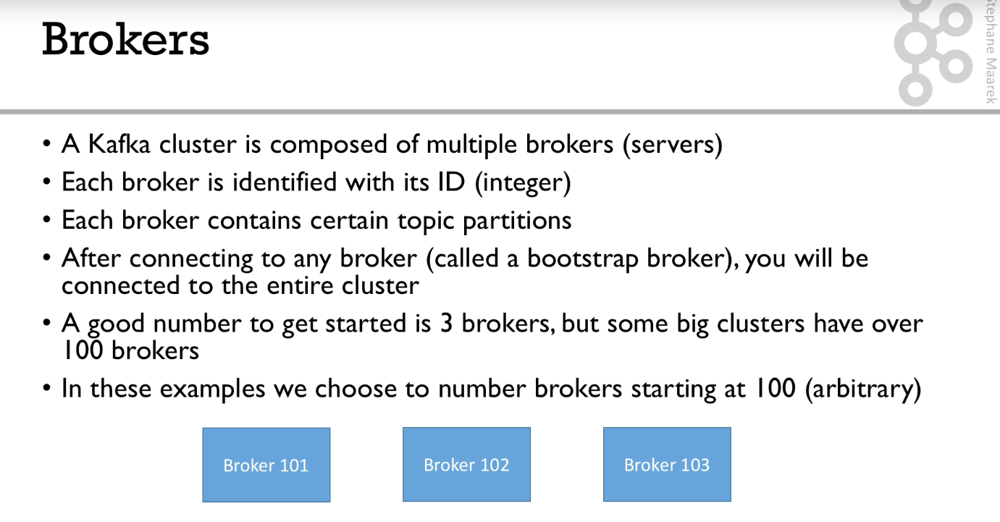 Brokers
Stephane Maarek
• A Kafka cluster is composed of multiple brokers (servers)
• Each broker is identified with its ID (integer)
• Each broker contains certain topic partitions
• After connecting to any broker (called a bootstrap broker), you will be
connected to the entire cluster
• A good number to get started is 3 brokers, but some big clusters have over
100 brokers
• In these examples we choose to number brokers starting at 100 (arbitrary)
Broker 101
Broker 102
Broker 103